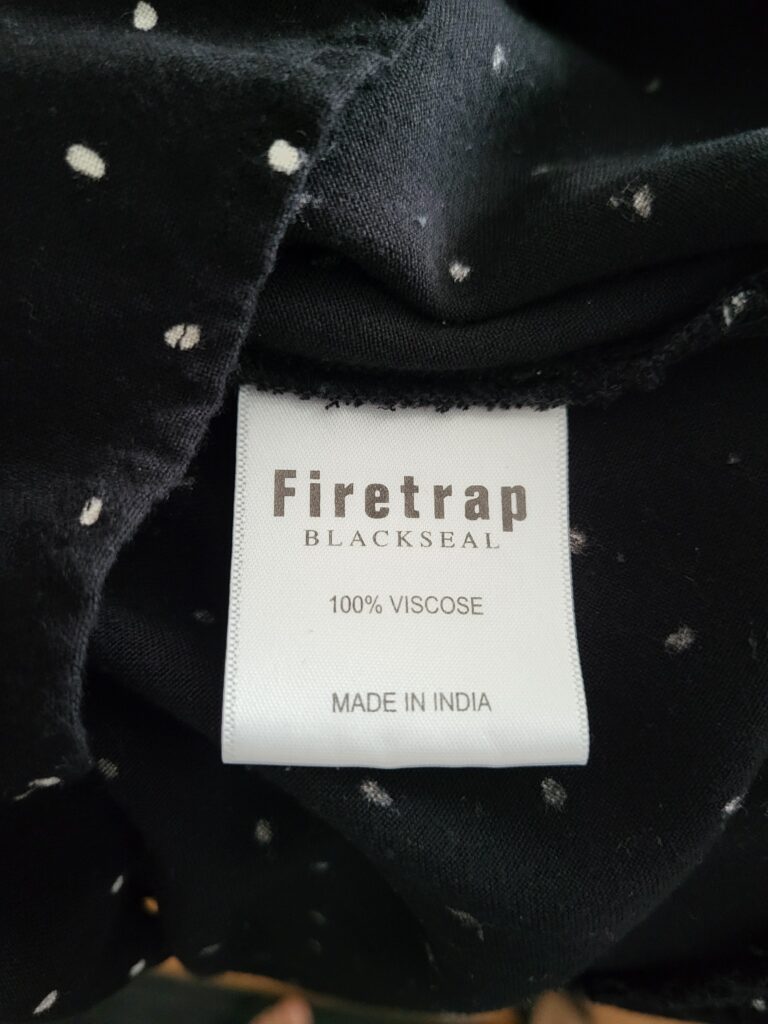 Firetrap
BLACKSEAL
100% VISCOSE
MADE IN INDIA